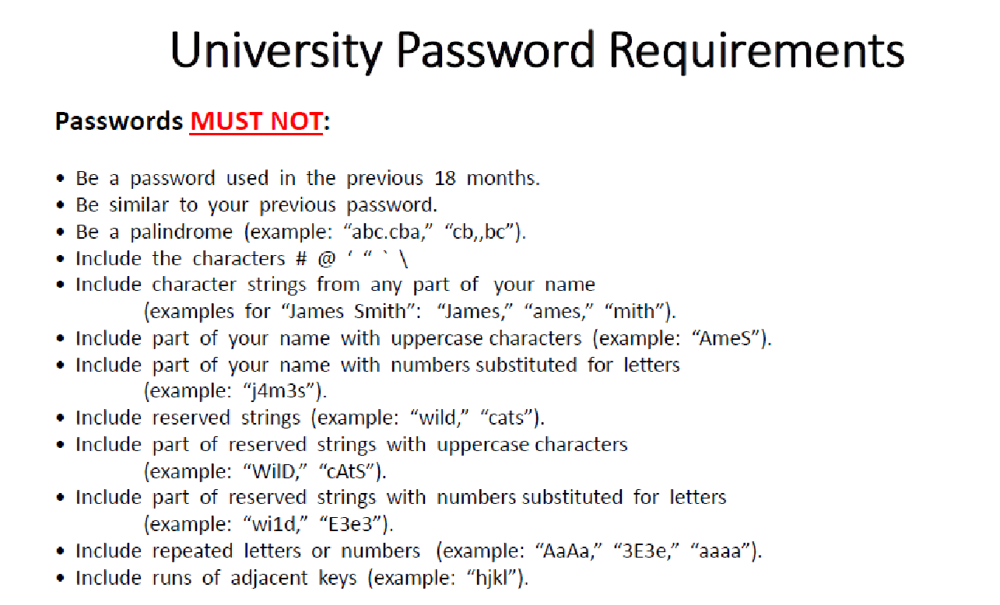 University Password Requirements
Passwords MUST NOT:
• Be a password used in the previous 18 months.
• Be similar to your previous password.
• Be a palindrome (example: “abc.cba,” “cb,,bc”).
• Include the characters # @ ‘ “ ` \
• Include character strings from any part of your name
(examples for “James Smith”: “James,” “ames,” “mith”).
• Include part of your name with uppercase characters (example: “AmeS”).
• Include part of your name with numbers substituted for letters
(example: “j4m3s”).
• Include reserved strings (example: “wild,” “cats”).
• Include part of reserved strings with uppercase characters
(example: “WilD,” “cAtS”).
• Include part of reserved strings with numbers substituted for letters
(example: “wi1d,” “E3e3”).
• Include repeated letters or numbers (example: “AaAa,” “3E3e,” “aaaa”).
• Include runs of adjacent keys (example: “hjkl”).